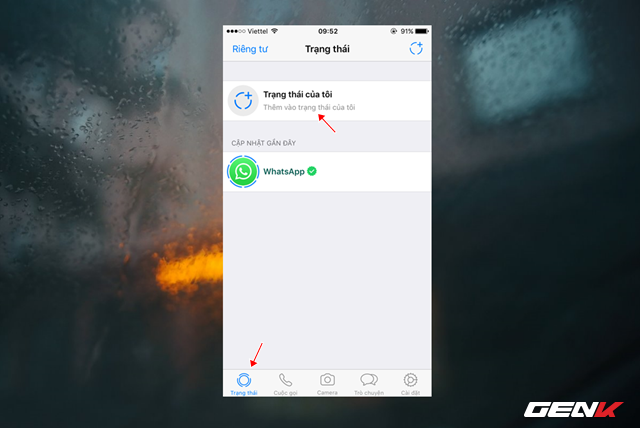 Viettel 09:52 91%
Riêng tư Trạng thái
Trạng thái của tôi
Thêm vào trạng thái của tôi
CẬP NHẬT GẦN ĐÂY
WhatsApp
Trạng thái Cuộc gọi Camera Trò chuyện Cài đặt
GENK